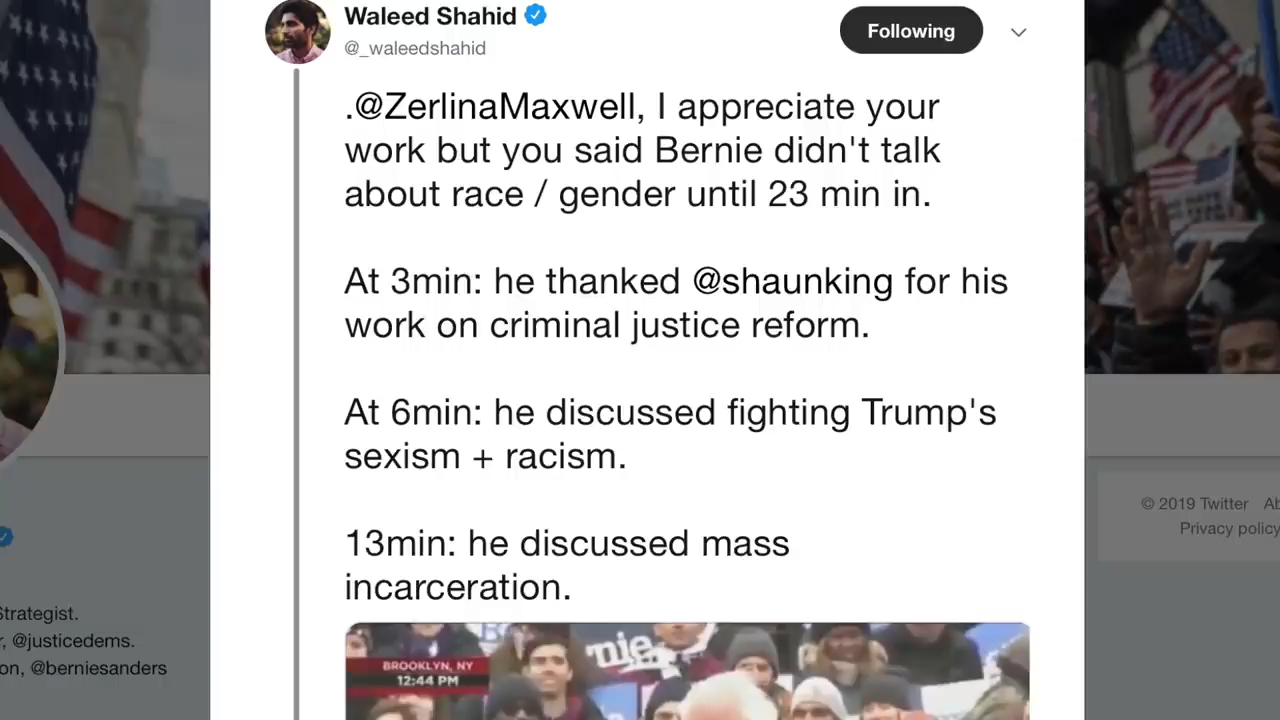 Waleed Shahid
@_waleedshahid
Following
.@ZerlinaMaxwell, I appreciate your
work but you said Bernie didn't talk
about race / gender until 23 min in.
At 3min: he thanked @shaunking for his
work on criminal justice reform.
At 6min: he discussed fighting Trump's
sexism + racism.
13min: he discussed mass
incarceration.
BROOKLYN, NY
12:44 PM
nie
Strategist.
r, @justicedems.
on, @berniesanders
© 2019 Twitter Ab
Privacy policy